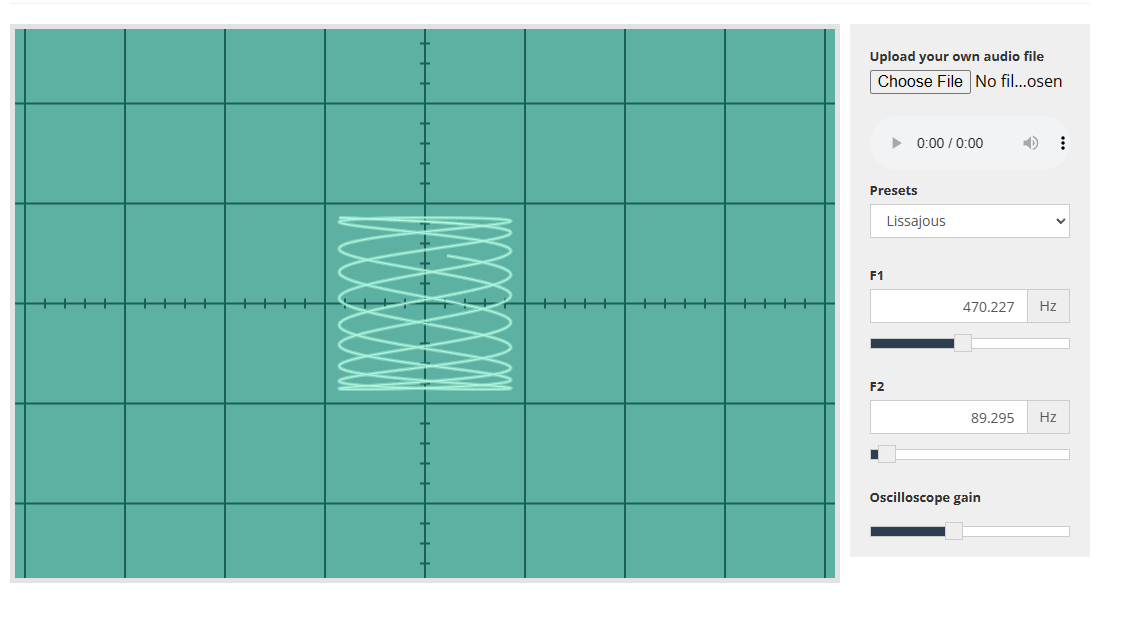 Upload your own audio file
Choose File No fil...osen
0:00 / 0:00
Presets
Lissajous
F1
470.227 Hz
F2
89.295 Hz
Oscilloscope gain